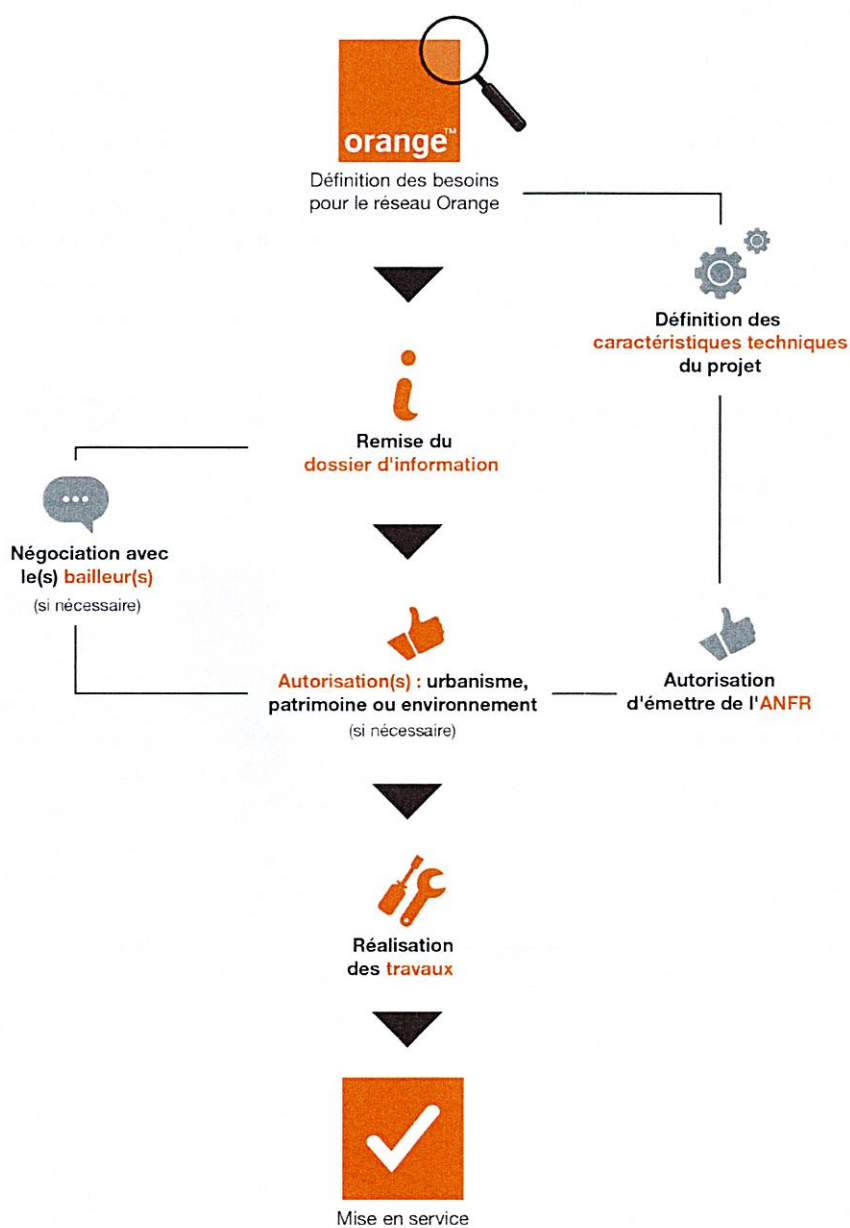 orange™
Définition des besoins
pour le réseau Orange
Définition des
caractéristiques techniques
du projet
Remise du
dossier d'information
Négociation avec
le(s) bailleur(s)
(si nécessaire)
Autorisation(s) : urbanisme,
patrimoine ou environnement
(si nécessaire)
Autorisation
d'émettre de l'ANFR
Réalisation
des travaux
Mise en service